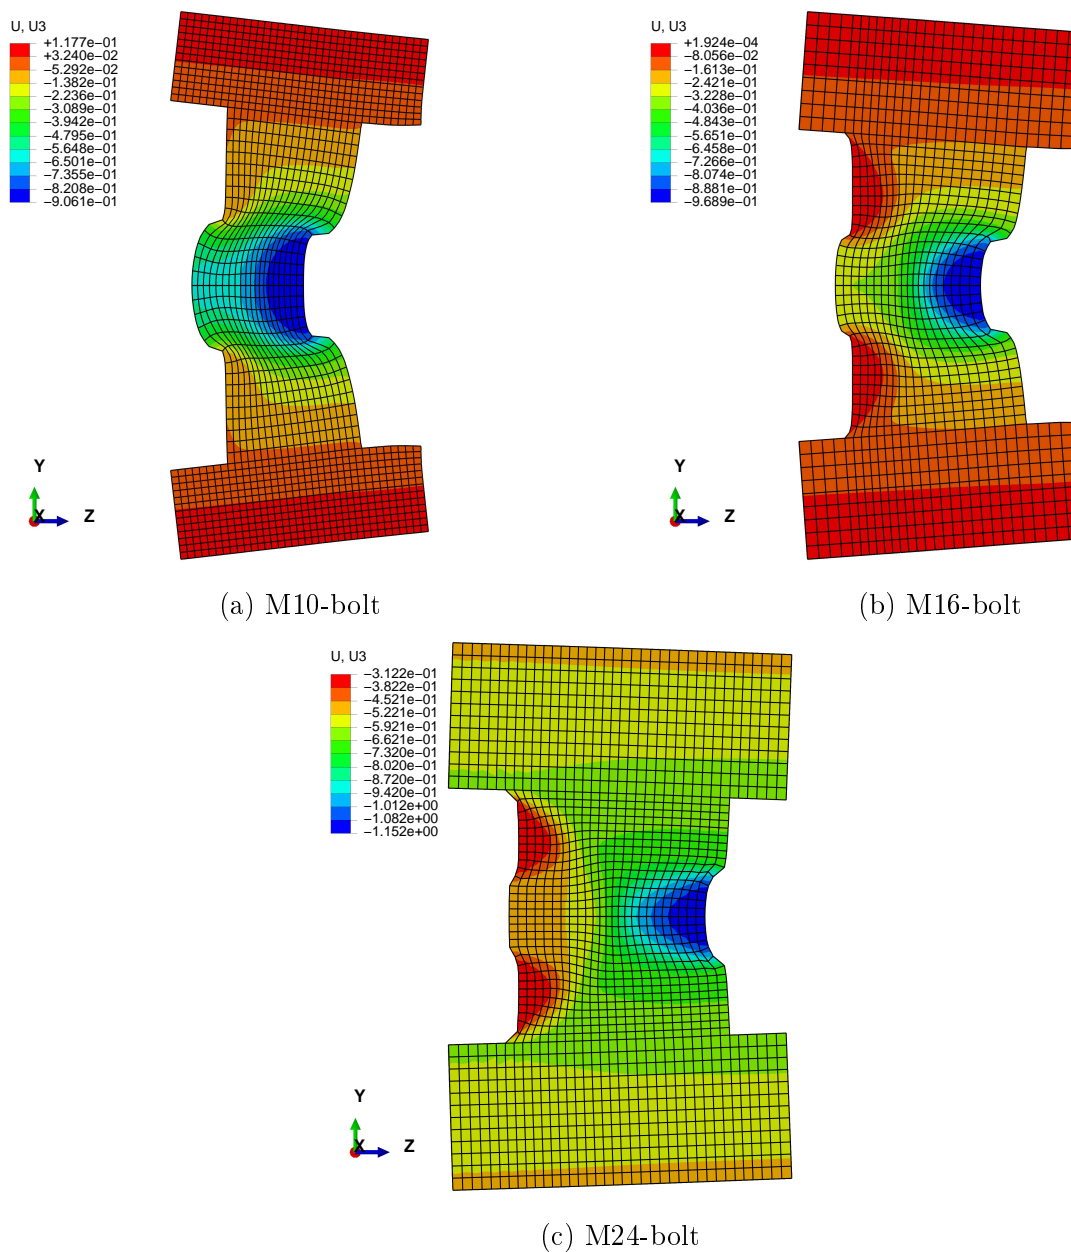 U, U3
+1.177e−01
+3.240e−02
−5.292e−02
−1.382e−01
−2.236e−01
−3.089e−01
−3.942e−01
−4.795e−01
−5.648e−01
−6.501e−01
−7.355e−01
−8.208e−01
−9.061e−01
Y
X
Z
(a) M10-bolt
U, U3
+1.924e−04
−8.056e−02
−1.613e−01
−2.421e−01
−3.228e−01
−4.036e−01
−4.843e−01
−5.651e−01
−6.458e−01
−7.266e−01
−8.074e−01
−8.881e−01
−9.689e−01
Y
X
Z
(b) M16-bolt
U, U3
−3.122e−01
−3.822e−01
−4.521e−01
−5.221e−01
−5.921e−01
−6.621e−01
−7.320e−01
−8.020e−01
−8.720e−01
−9.420e−01
−1.012e+00
−1.082e+00
−1.152e+00
Y
X
Z
(c) M24-bolt